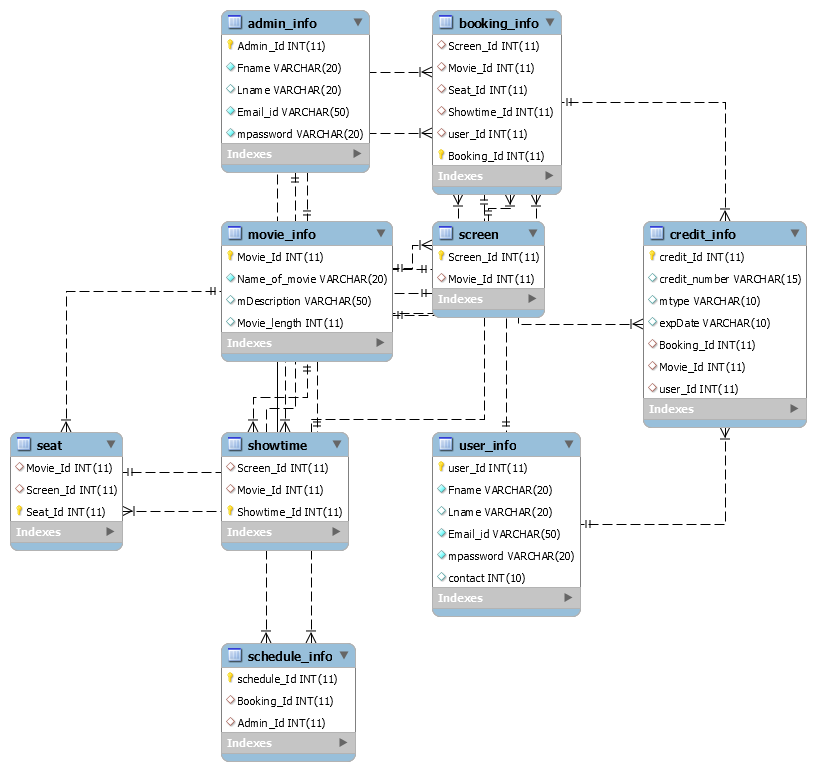 admin_info
Admin_Id INT(11)
Fname VARCHAR(20)
Lname VARCHAR(20)
Email_id VARCHAR(50)
mpassword VARCHAR(20)
Indexes
booking_info
Screen_Id INT(11)
Movie_Id INT(11)
Seat_Id INT(11)
Showtime_Id INT(11)
user_Id INT(11)
Booking_Id INT(11)
Indexes
movie_info
Movie_Id INT(11)
Name_of_movie VARCHAR(20)
mDescription VARCHAR(50)
Movie_length INT(11)
Indexes
screen
Screen_Id INT(11)
Movie_Id INT(11)
Indexes
credit_info
credit_Id INT(11)
credit_number VARCHAR(15)
mtype VARCHAR(10)
expDate VARCHAR(10)
Booking_Id INT(11)
Movie_Id INT(11)
user_Id INT(11)
Indexes
seat
Movie_Id INT(11)
Screen_Id INT(11)
Seat_Id INT(11)
Indexes
showtime
Screen_Id INT(11)
Movie_Id INT(11)
Showtime_Id INT(11)
Indexes
user_info
user_Id INT(11)
Fname VARCHAR(20)
Lname VARCHAR(20)
Email_id VARCHAR(50)
mpassword VARCHAR(20)
contact INT(10)
Indexes
schedule_info
schedule_Id INT(11)
Booking_Id INT(11)
Admin_Id INT(11)
Indexes